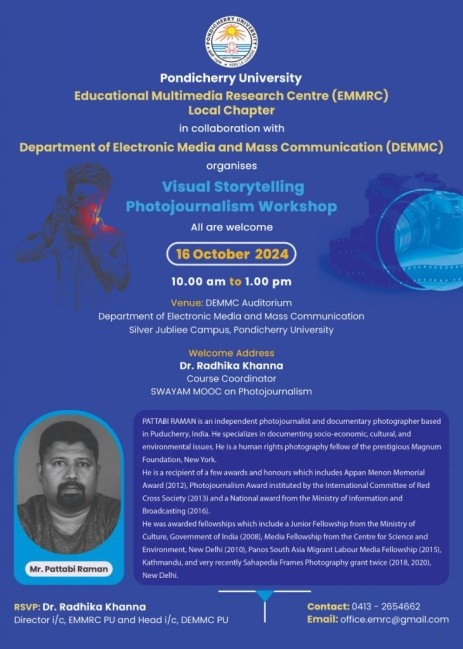 PONDICHERRY UNIVERSITY
Pondicherry University
Educational Multimedia Research Centre (EMMRC)
Local Chapter
in collaboration with
Department of Electronic Media and Mass Communication (DEMMC)
organises
Visual Storytelling
Photojournalism Workshop
All are welcome
16 October 2024
10.00 am to 1.00 pm
Venue: DEMMC Auditorium
Department of Electronic Media and Mass Communication
Silver Jubliee Campus, Pondicherry University
Welcome Address
Dr. Radhika Khanna
Course Coordinator
SWAYAM MOOC on Photojournalism
PATTABI RAMAN is an independent photojournalist and documentary photographer based
in Puducherry, India. He specializes in documenting socio-economic, cultural, and
environmental issues. He is a human rights photography fellow of the prestigious Magnum
Foundation, New York.
He is a recipient of a few awards and honours which includes Appan Menon Memorial
Award (2012), Photojournalism Award instituted by the International Committee of Red
Cross Society (2013) and a National award from the Ministry of Information and
Broadcasting (2016).
He was awarded fellowships which include a Junior Fellowship from the Ministry of
Culture, Government of India (2008), Media Fellowship from the Centre for Science and
Environment, New Delhi (2010), Panos South Asia Migrant Labour Media Fellowship (2015),
Kathmandu, and very recently Sahapedia Frames Photography grant twice (2018, 2020),
New Delhi.
Mr. Pattabi Raman
RSVP: Dr. Radhika Khanna
Director i/c, EMMRC PU and Head i/c, DEMMC PU
Contact: 0413 - 2654662
Email: office.emrc@gmail.com